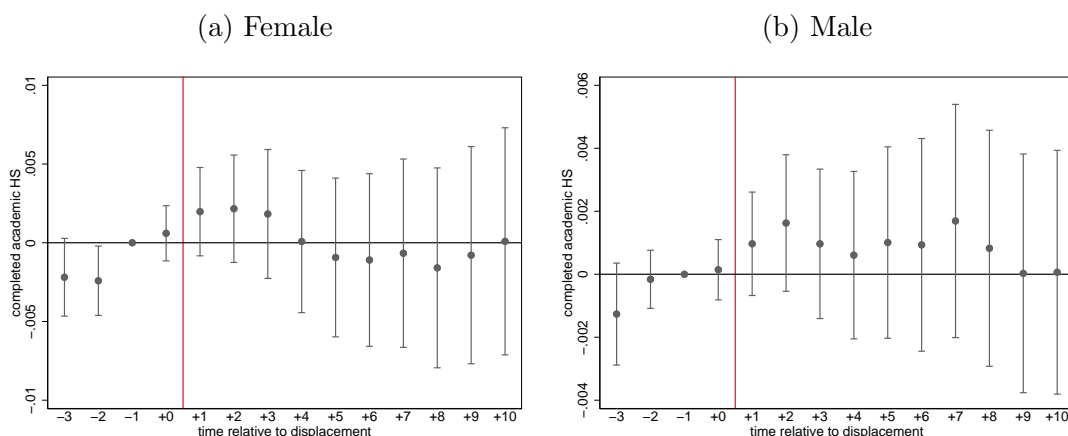 (a) Female
.01
.005
0
-.005
-.01
completed academic HS
-3 -2 -1 +0 +1 +2 +3 +4 +5 +6 +7 +8 +9 +10
time relative to displacement
(b) Male
.006
.004
.002
0
-.002
-.004
completed academic HS
-3 -2 -1 +0 +1 +2 +3 +4 +5 +6 +7 +8 +9 +10
time relative to displacement